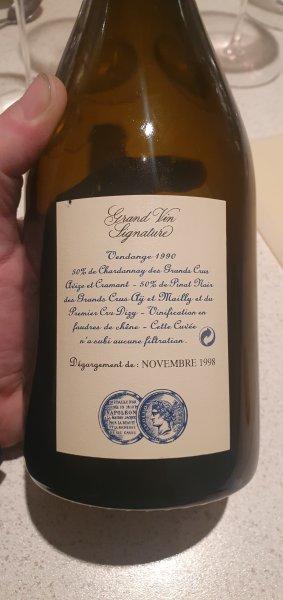 Grand Vin
Signature
Vendange 1990
50% de Chardonnay des Grands Crus
Avize et Cramant - 50% de Pinot Noir
des Grands Crus Aÿ et Mailly et du
Premier Cru Dizy - Vinification en
foudres de chêne - Cette Cuvée
n'a subi aucune filtration.
Dégorgement de : NOVEMBRE 1998
NAPOLEON